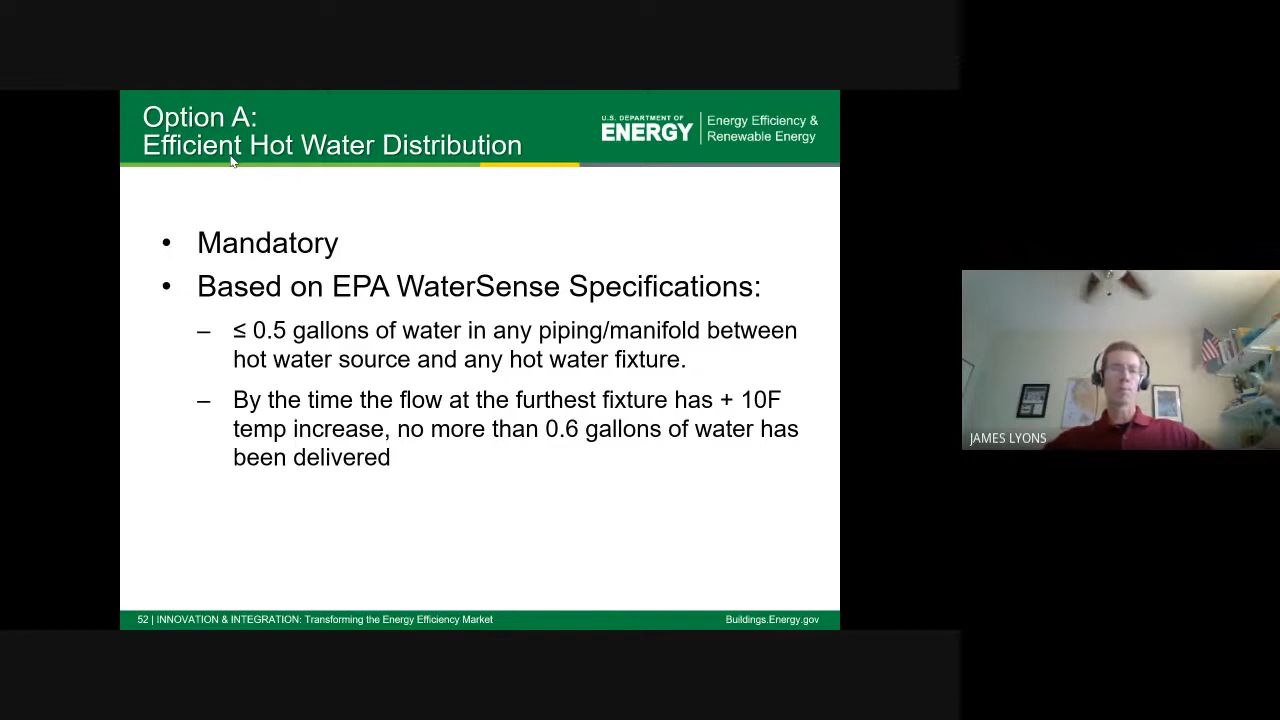 Option A:
Efficient Hot Water Distribution
U.S. DEPARTMENT OF
ENERGY
Energy Efficiency &
Renewable Energy
• Mandatory
• Based on EPA WaterSense Specifications:
– ≤ 0.5 gallons of water in any piping/manifold between
hot water source and any hot water fixture.
– By the time the flow at the furthest fixture has + 10F
temp increase, no more than 0.6 gallons of water has
been delivered
JAMES LYONS
52 | INNOVATION & INTEGRATION: Transforming the Energy Efficiency Market
Buildings.Energy.gov